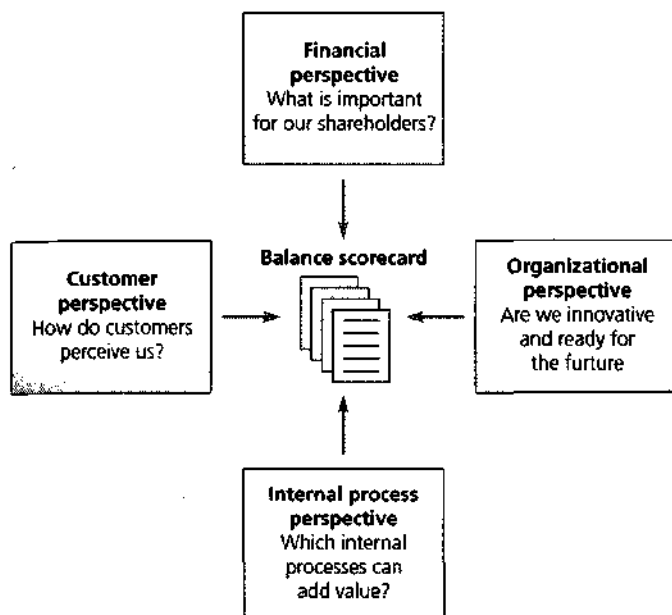 Financial
perspective
What is important
for our shareholders?
Balance scorecard
Customer
perspective
How do customers
perceive us?
Organizational
perspective
Are we innovative
and ready for
the furture
Internal process
perspective
Which internal
processes can
add value?